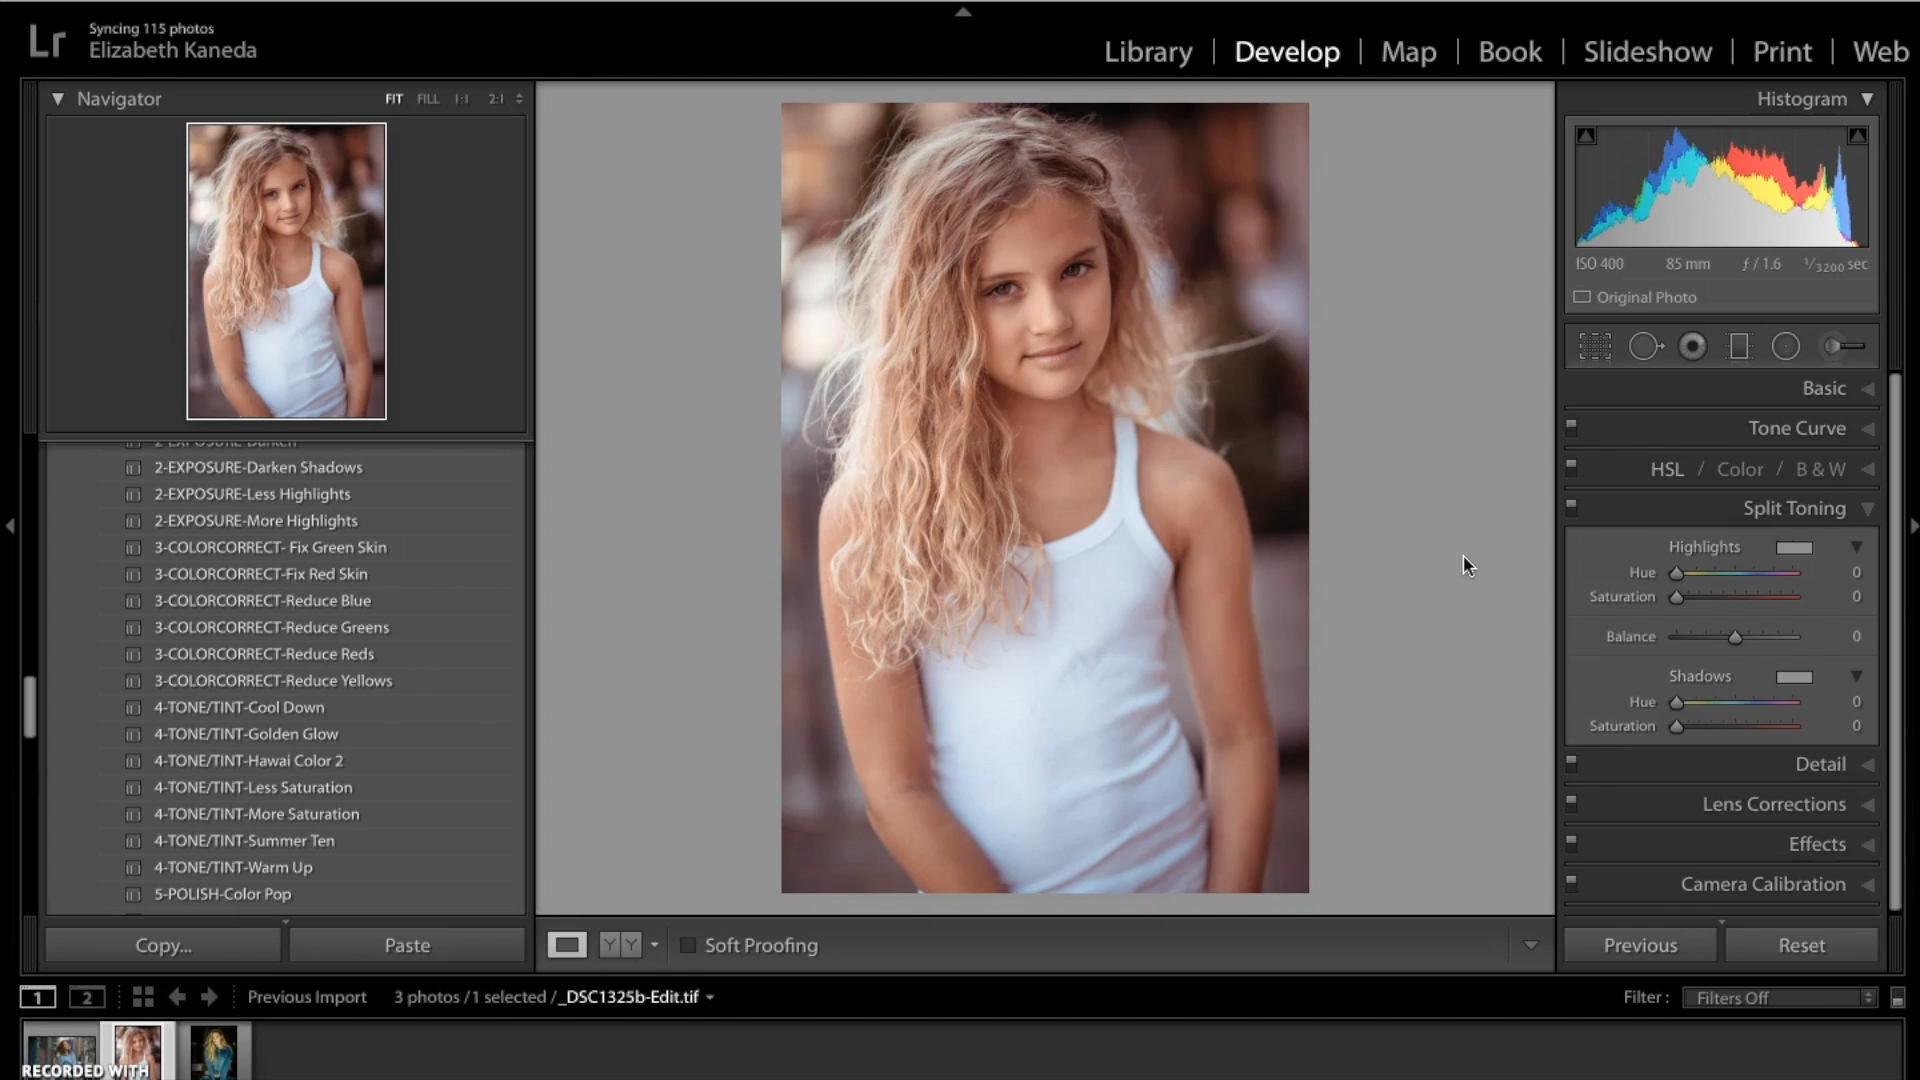 Lr
Syncing 115 photos
Elizabeth Kaneda
Library | Develop | Map | Book | Slideshow | Print | Web
Navigator
FIT FILL 1:1 2:1
2-EXPOSURE-Darken
2-EXPOSURE-Darken Shadows
2-EXPOSURE-Less Highlights
2-EXPOSURE-More Highlights
3-COLORCORRECT- Fix Green Skin
3-COLORCORRECT-Fix Red Skin
3-COLORCORRECT-Reduce Blue
3-COLORCORRECT-Reduce Greens
3-COLORCORRECT-Reduce Reds
3-COLORCORRECT-Reduce Yellows
4-TONE/TINT-Cool Down
4-TONE/TINT-Golden Glow
4-TONE/TINT-Hawai Color 2
4-TONE/TINT-Less Saturation
4-TONE/TINT-More Saturation
4-TONE/TINT-Summer Ten
4-TONE/TINT-Warm Up
5-POLISH-Color Pop
Copy...
Paste
YY
Soft Proofing
Histogram
ISO 400 85 mm ƒ / 1.6 1/3200 sec
Original Photo
Basic
Tone Curve
HSL / Color / B & W
Split Toning
Highlights
Hue 0
Saturation 0
Balance 0
Shadows
Hue 0
Saturation 0
Detail
Lens Corrections
Effects
Camera Calibration
Previous
Reset
1 2 Previous Import 3 photos /1 selected /_DSC1325b-Edit.tif
Filter : Filters Off
RECORDED WITH